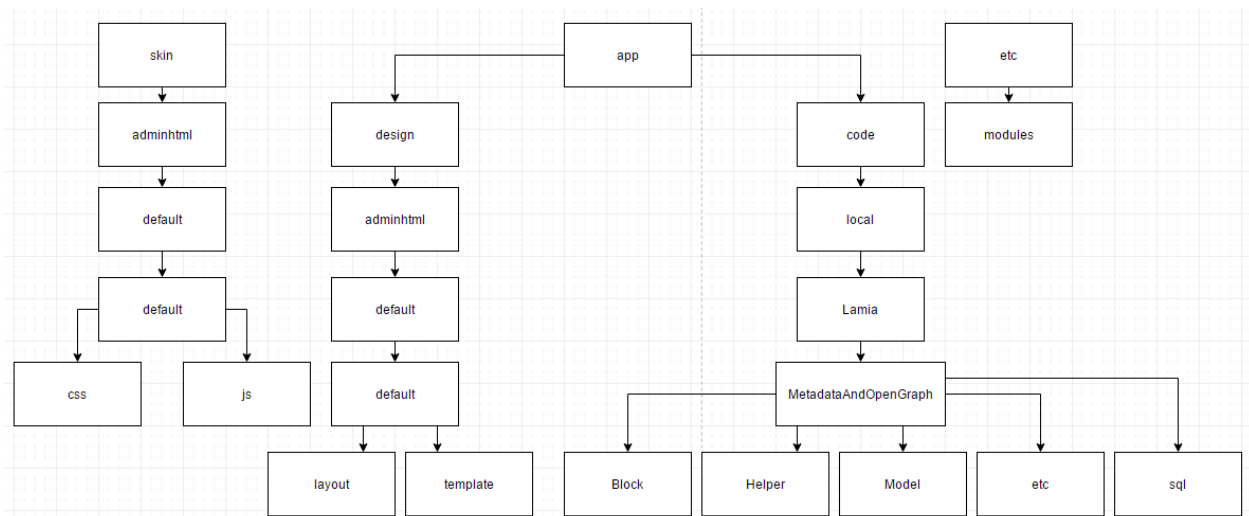 skin
app
etc
adminhtml
design
code
modules
default
adminhtml
local
default
default
Lamia
css
js
default
MetadataAndOpenGraph
layout
template
Block
Helper
Model
etc
sql